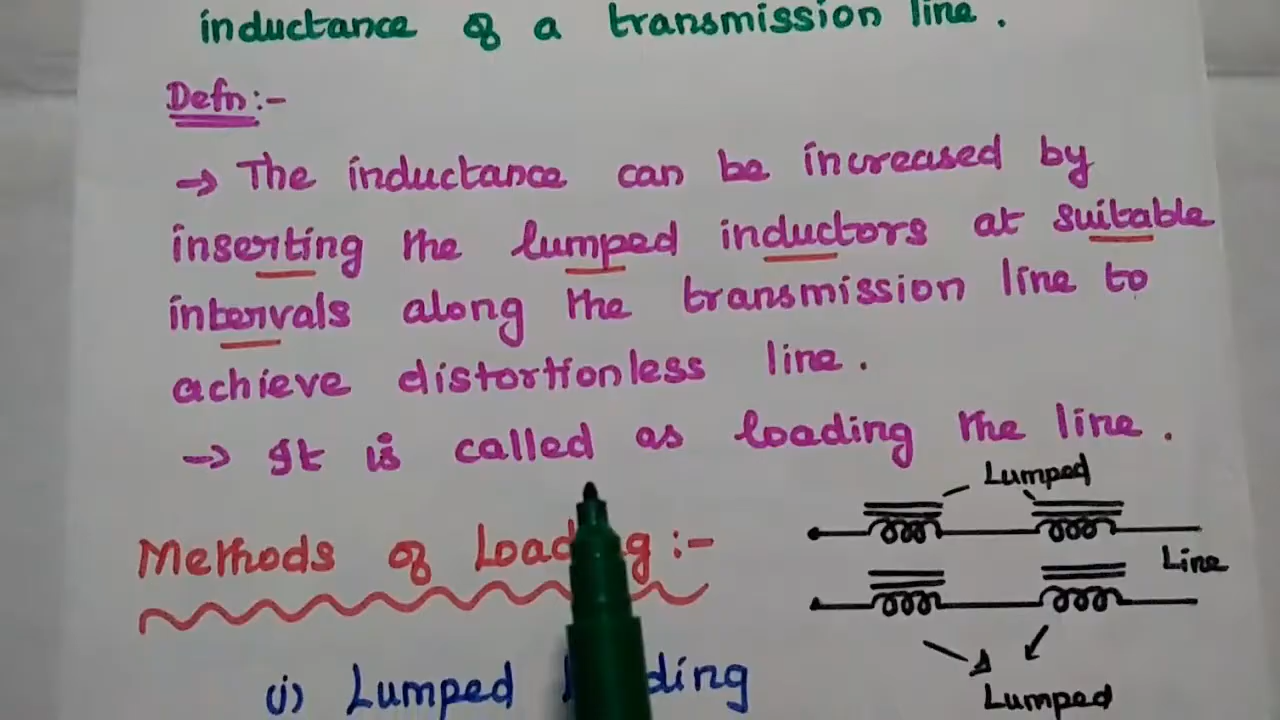 inductance of a transmission line.
Defn:-
→ The inductance can be increased by
inserting the lumped inductors at suitable
intervals along the transmission line to
achieve distortionless line.
→ It is called as loading the line.
Lumped
Methods of Loading:-
Line
(i) Lumped loading
Lumped